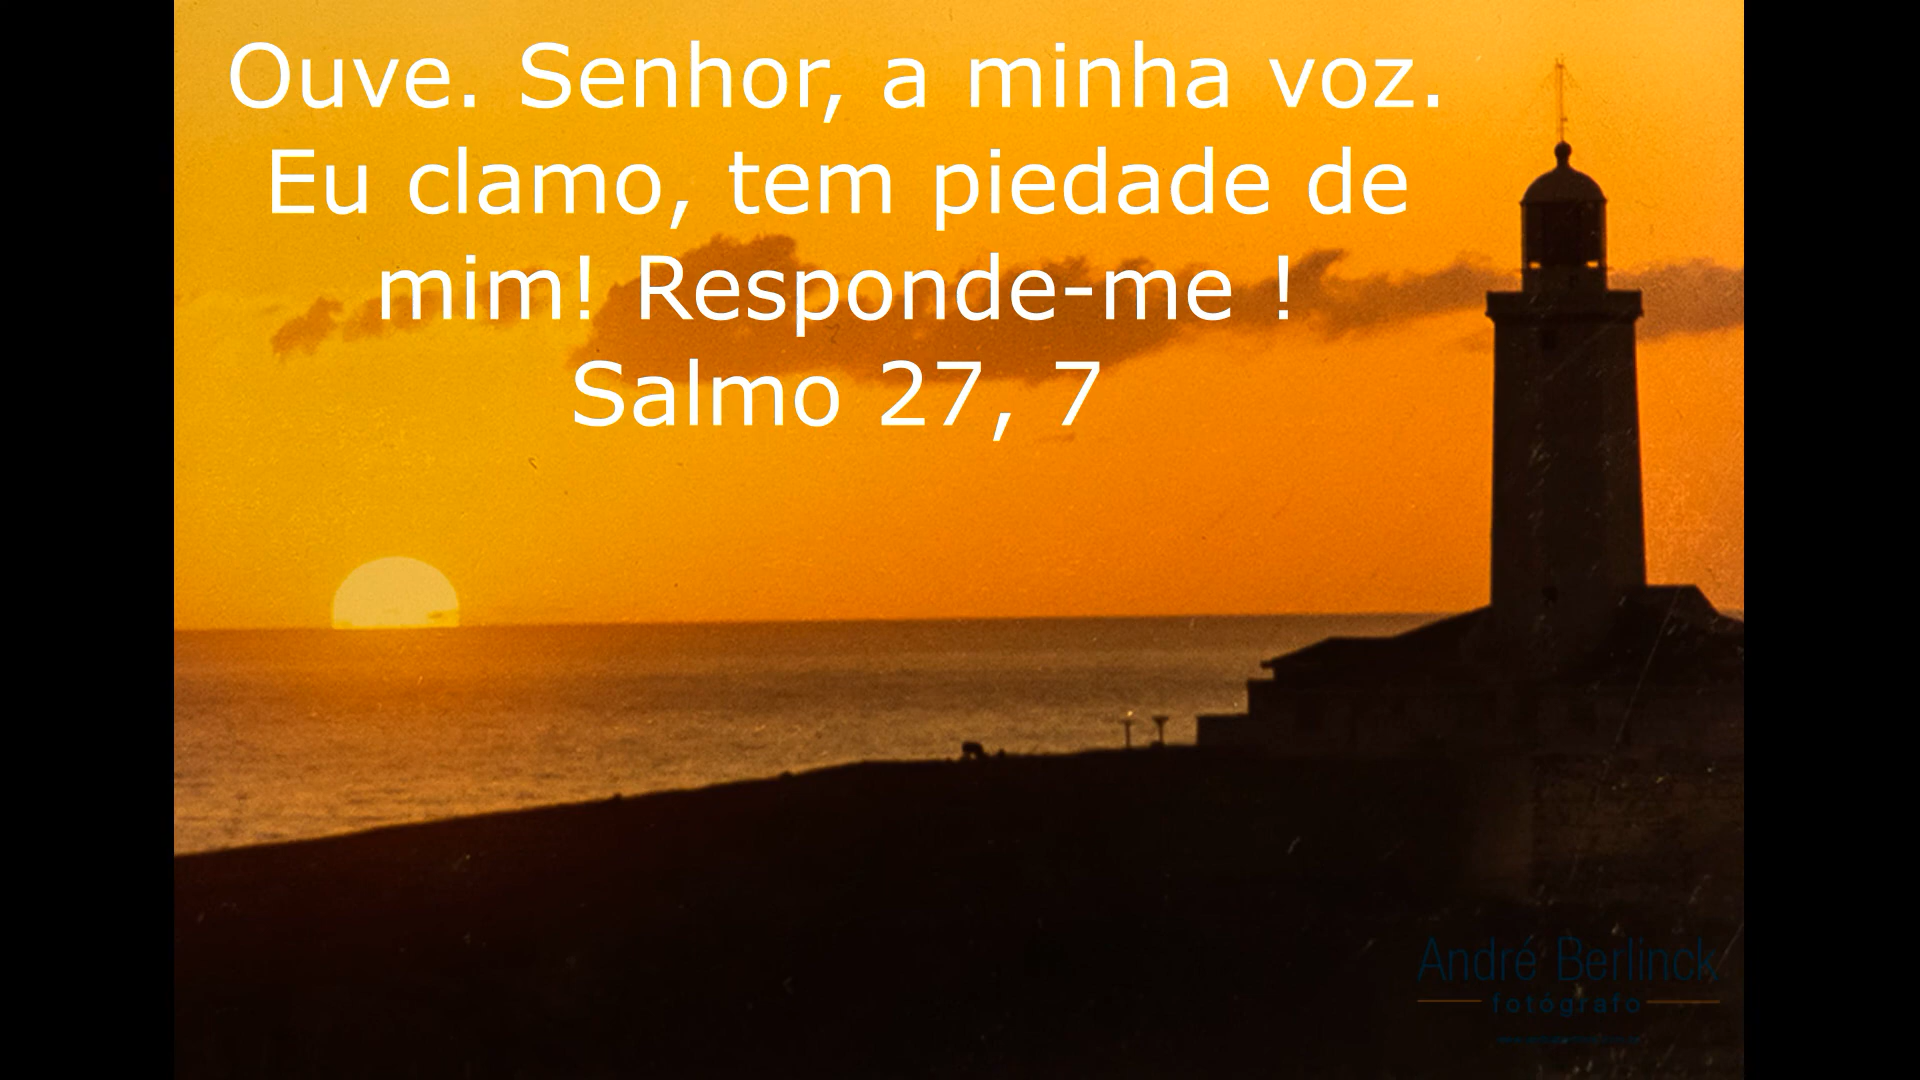 Ouve. Senhor, a minha voz.
Eu clamo, tem piedade de
mim! Responde-me !
Salmo 27, 7
André Berlinck
fotógrafo